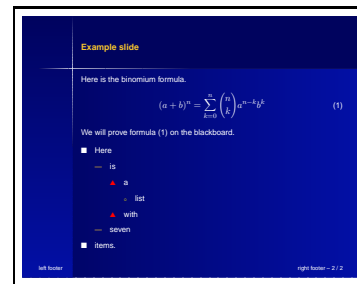 Example slide
Here is the binomium formula.
(a + b)^n = \sum_{k=0}^{n} \binom{n}{k} a^{n-k} b^k (1)
We will prove formula (1) on the blackboard.
■ Here
— is
▲ a
◦ list
▲ with
— seven
■ items.
left footer right footer – 2 / 2